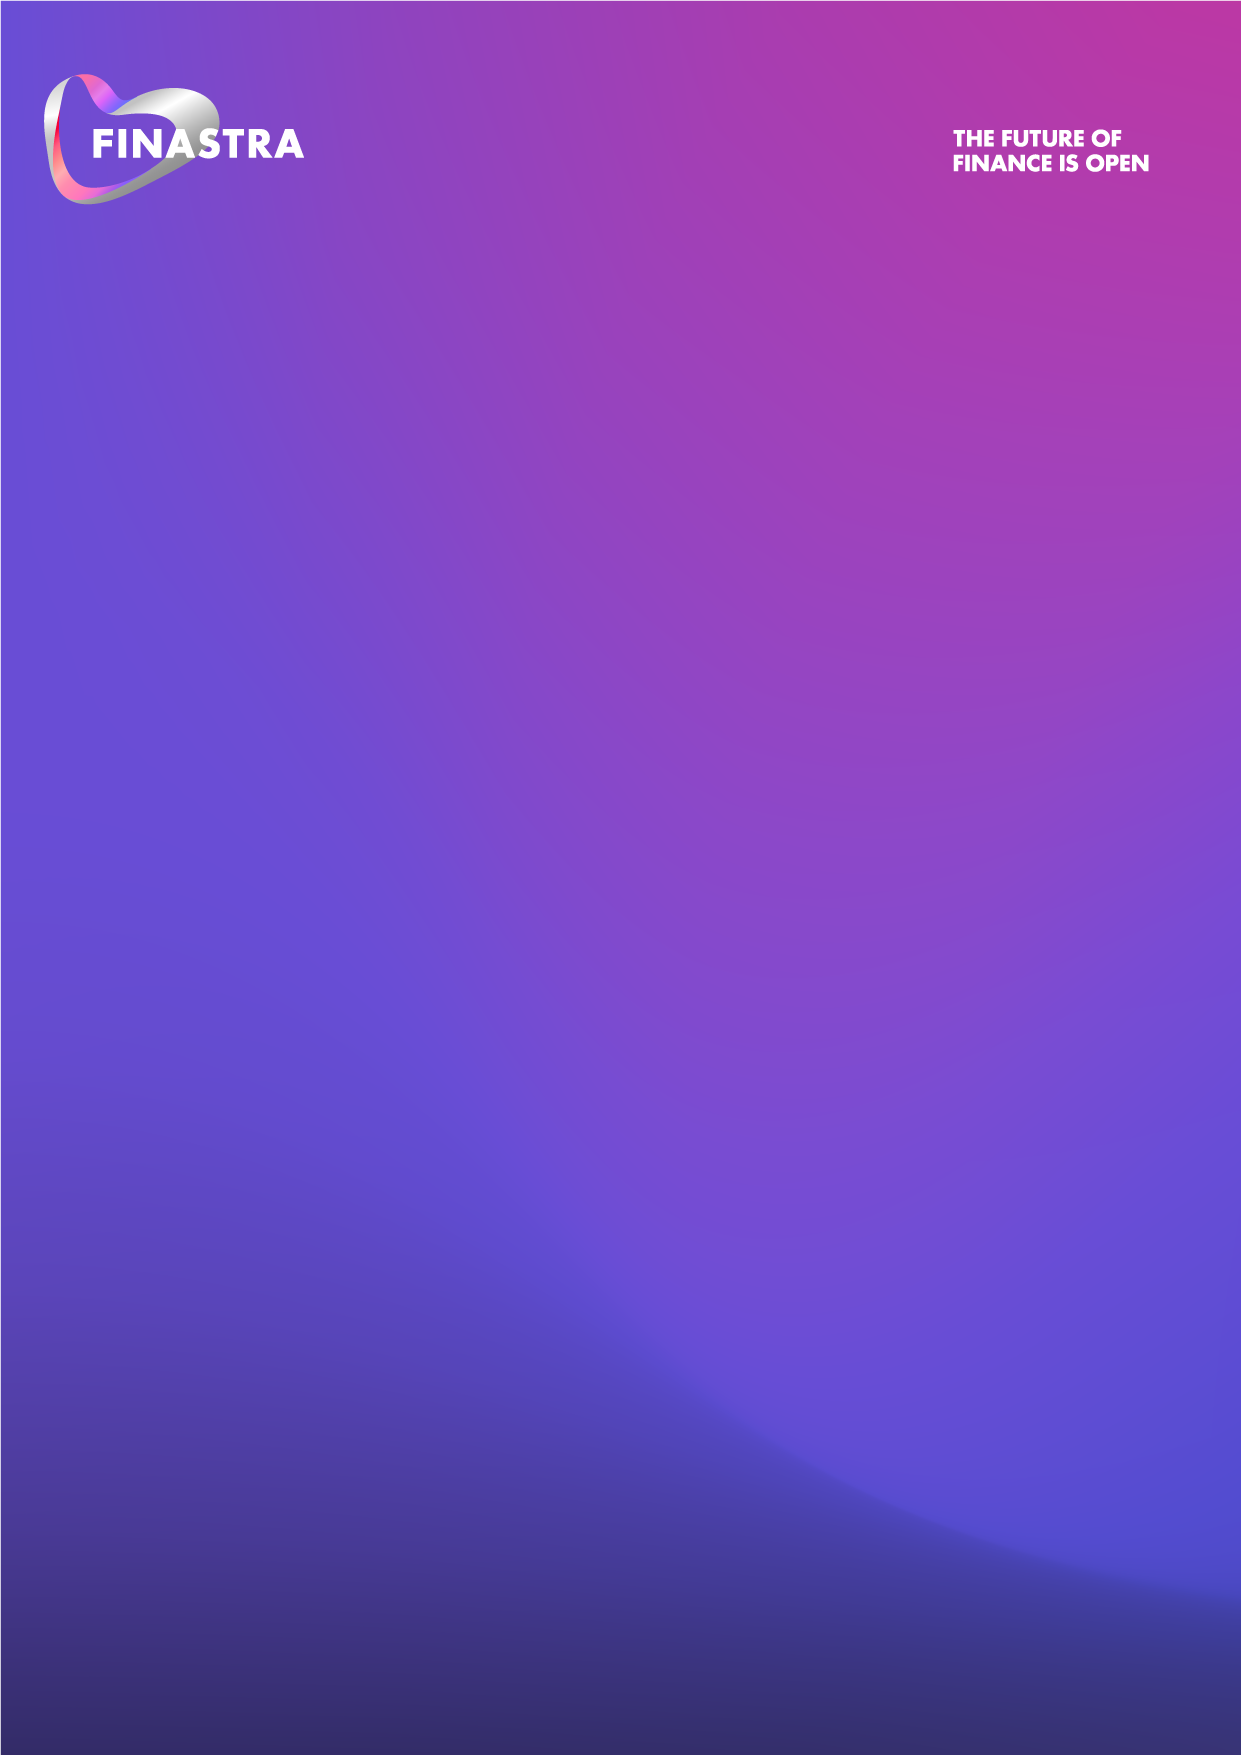 FINASTRA
THE FUTURE OF
FINANCE IS OPEN